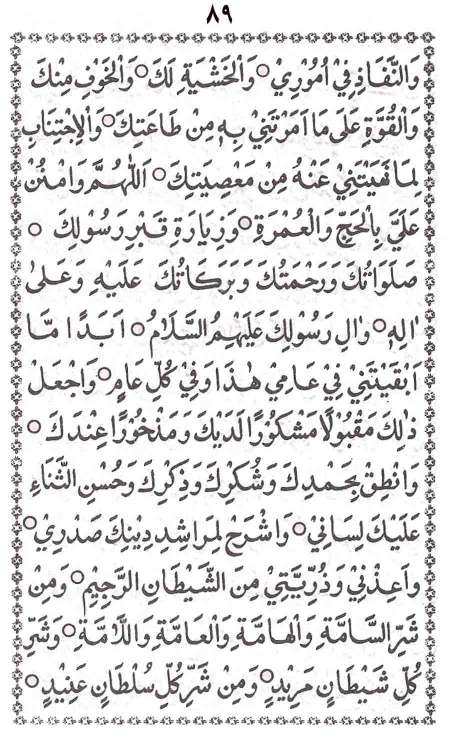 ٨٩
وَالنَّفَاذِ فِيْ اُمُوْرِيْ ○ وَالْخَشْيَةِ لَكَ ○ وَالْخَوْفِ مِنْكَ
وَالْقُوَّةِ عَلَى مَا اَمَرْتَنِيْ بِهٖ مِنْ طَاعَتِكَ ○ وَالْاِجْتِنَابِ
لِمَا نَهَيْتَنِيْ عَنْهُ مِنْ مَعْصِيَتِكَ ○ اَللّٰهُمَّ وَامْنُنْ
عَلَيَّ بِالْحَجِّ وَالْعُمْرَةِ ○ وَزِيَارَةِ قَبْرِ رَسُوْلِكَ ○
صَلَوَاتُكَ وَرَحْمَتُكَ وَبَرَكَاتُكَ عَلَيْهِ وَعَلىٰ
اٰلِهٖ ○ وَاٰلِ رَسُوْلِكَ عَلَيْهِمُ السَّلَامُ ○ اَبَدًا مَّا
اَبْقَيْتَنِيْ فِيْ عَامِيْ هٰذَا وَفِيْ كُلِّ عَامٍ ○ وَاجْعَلْ
ذٰلِكَ مَقْبُوْلًا مَشْكُوْرًا لَدَيْكَ وَمَذْخُوْرًا عِنْدَكَ ○
وَانْطِقْ بِحَمْدِكَ وَشُكْرِكَ وَذِكْرِكَ وَحُسْنِ الثَّنَاءِ
عَلَيْكَ لِسَانِيْ ○ وَاشْرَحْ لِمَرَاشِدِ دِيْنِكَ صَدْرِيْ ○
وَاَعِذْنِيْ وَذُرِّيَّتِيْ مِنَ الشَّيْطَانِ الرَّجِيْمِ ○ وَمِنْ
شَرِّ السَّامَّةِ وَالْهَامَّةِ وَالْعَامَّةِ وَاللَّامَّةِ ○ وَشَرِّ
كُلِّ شَيْطَانٍ مَرِيْدٍ ○ وَمِنْ شَرِّ كُلِّ سُلْطَانٍ عَنِيْدٍ ○